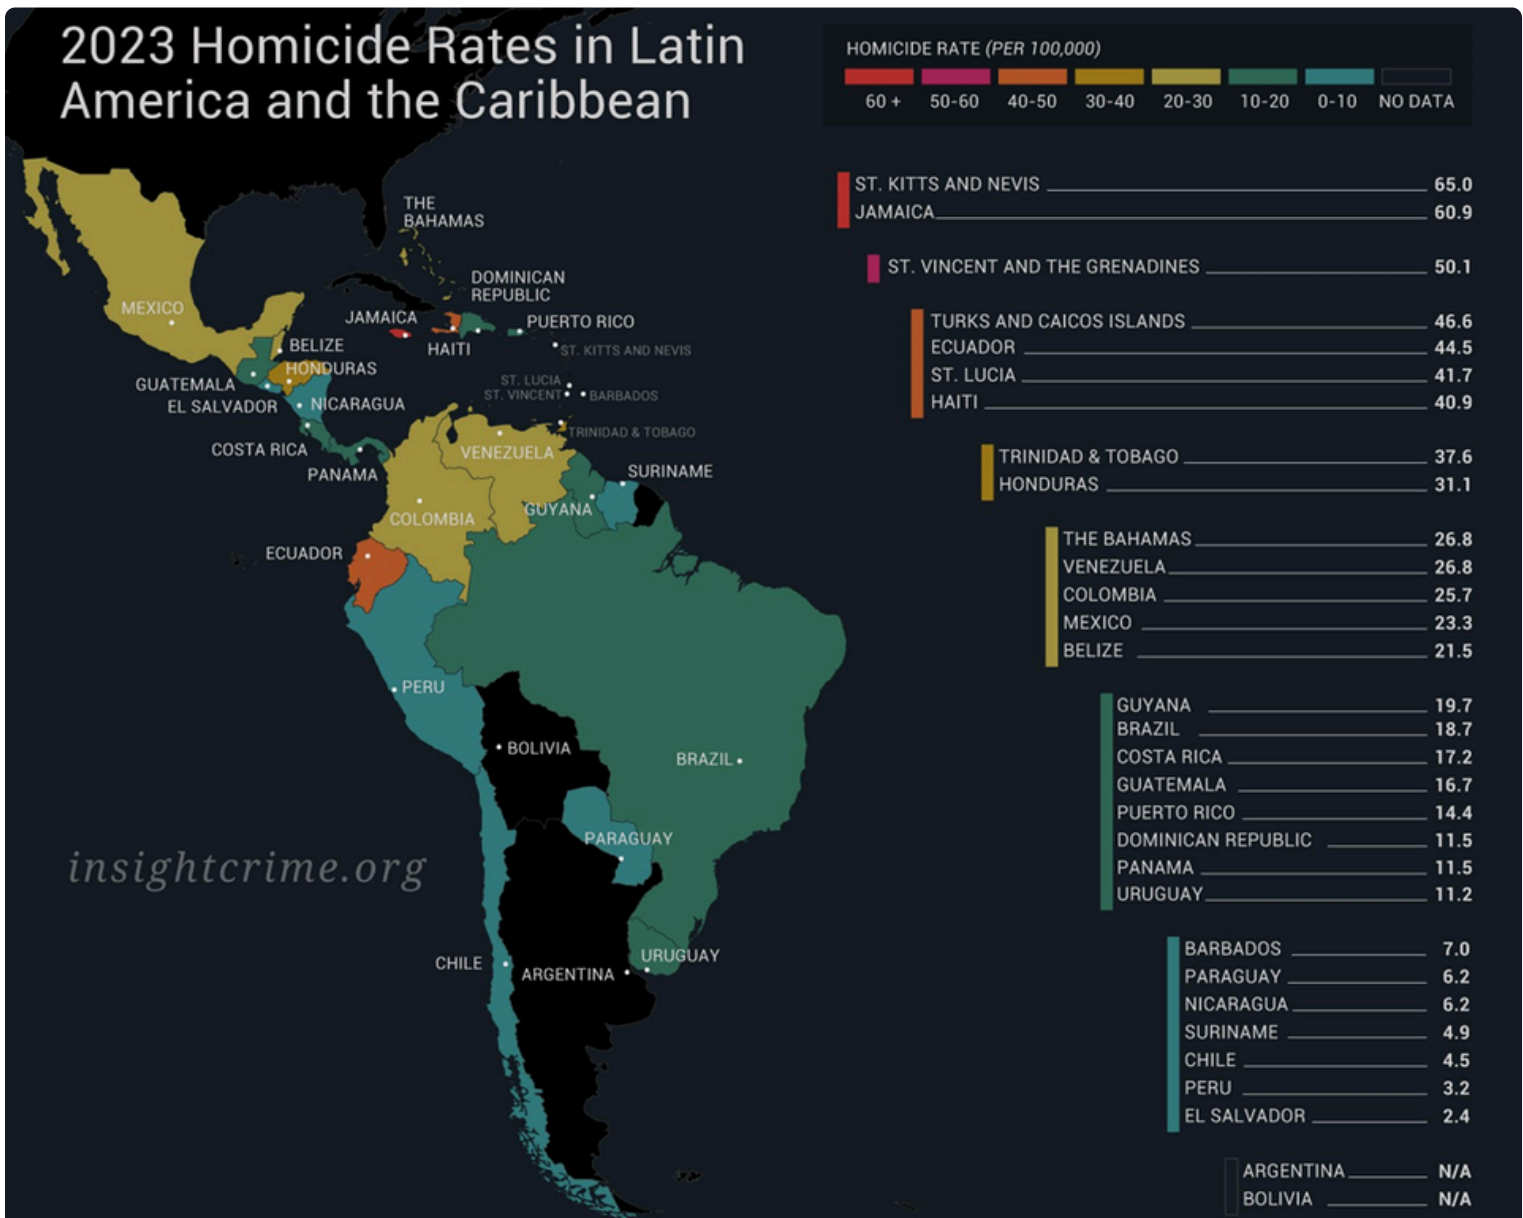 2023 Homicide Rates in Latin
America and the Caribbean
HOMICIDE RATE (PER 100,000)
60 + 50-60 40-50 30-40 20-30 10-20 0-10 NO DATA
ST. KITTS AND NEVIS 65.0
JAMAICA 60.9
ST. VINCENT AND THE GRENADINES 50.1
TURKS AND CAICOS ISLANDS 46.6
ECUADOR 44.5
ST. LUCIA 41.7
HAITI 40.9
TRINIDAD & TOBAGO 37.6
HONDURAS 31.1
THE BAHAMAS 26.8
VENEZUELA 26.8
COLOMBIA 25.7
MEXICO 23.3
BELIZE 21.5
GUYANA 19.7
BRAZIL 18.7
COSTA RICA 17.2
GUATEMALA 16.7
PUERTO RICO 14.4
DOMINICAN REPUBLIC 11.5
PANAMA 11.5
URUGUAY 11.2
BARBADOS 7.0
PARAGUAY 6.2
NICARAGUA 6.2
SURINAME 4.9
CHILE 4.5
PERU 3.2
EL SALVADOR 2.4
ARGENTINA N/A
BOLIVIA N/A
THE
BAHAMAS
DOMINICAN
REPUBLIC
MEXICO
JAMAICA
PUERTO RICO
BELIZE
HAITI
ST. KITTS AND NEVIS
HONDURAS
GUATEMALA
ST. LUCIA
ST. VINCENT
BARBADOS
EL SALVADOR
NICARAGUA
TRINIDAD & TOBAGO
COSTA RICA
VENEZUELA
PANAMA
SURINAME
GUYANA
COLOMBIA
ECUADOR
PERU
BOLIVIA
BRAZIL
PARAGUAY
insightcrime.org
URUGUAY
CHILE
ARGENTINA